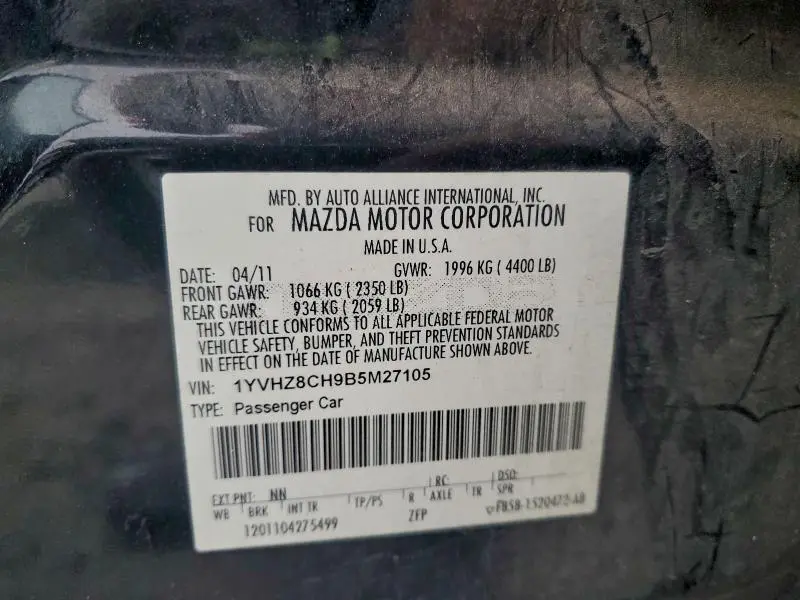 MFD. BY AUTO ALLIANCE INTERNATIONAL, INC.
FOR MAZDA MOTOR CORPORATION
MADE IN U.S.A.
DATE: 04/11 GVWR: 1996 KG ( 4400 LB)
FRONT GAWR: 1066 KG ( 2350 LB)
REAR GAWR: 934 KG ( 2059 LB)
THIS VEHICLE CONFORMS TO ALL APPLICABLE FEDERAL MOTOR
VEHICLE SAFETY, BUMPER, AND THEFT PREVENTION STANDARDS
IN EFFECT ON THE DATE OF MANUFACTURE SHOWN ABOVE.
VIN: 1YVHZ8CH9B5M27105
TYPE: Passenger Car
EXT PNT: NN RC: DSO:
WB BRK INT TR TP/PS R AXLE TR SPR
1201104275499 ZFP